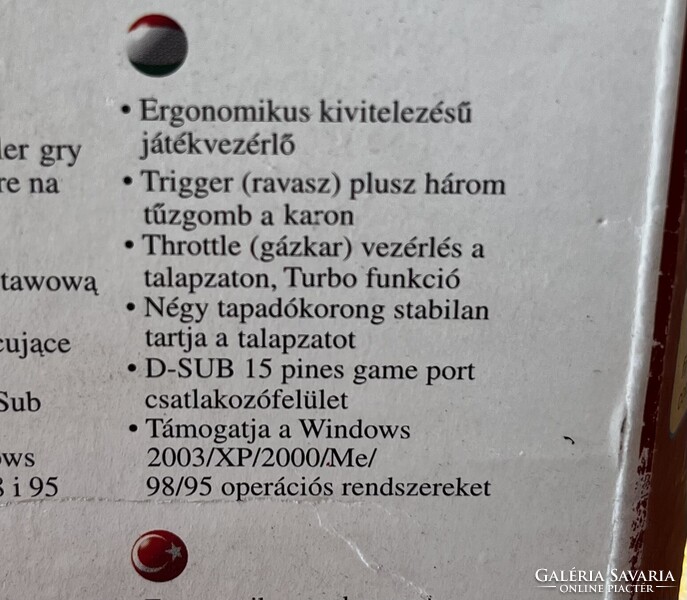 ler gry
re na
tawową
cujące
Sub
ows
8 i 95
• Ergonomikus kivitelezésű
játékvezérlő
• Trigger (ravasz) plusz három
tűzgomb a karon
• Throttle (gázkar) vezérlés a
talapzaton, Turbo funkció
• Négy tapadókorong stabilan
tartja a talapzatot
• D-SUB 15 pines game port
csatlakozófelület
• Támogatja a Windows
2003/XP/2000/Me/
98/95 operációs rendszereket
GALÉRIA SAVARIA
ONLINE PIACTÉR